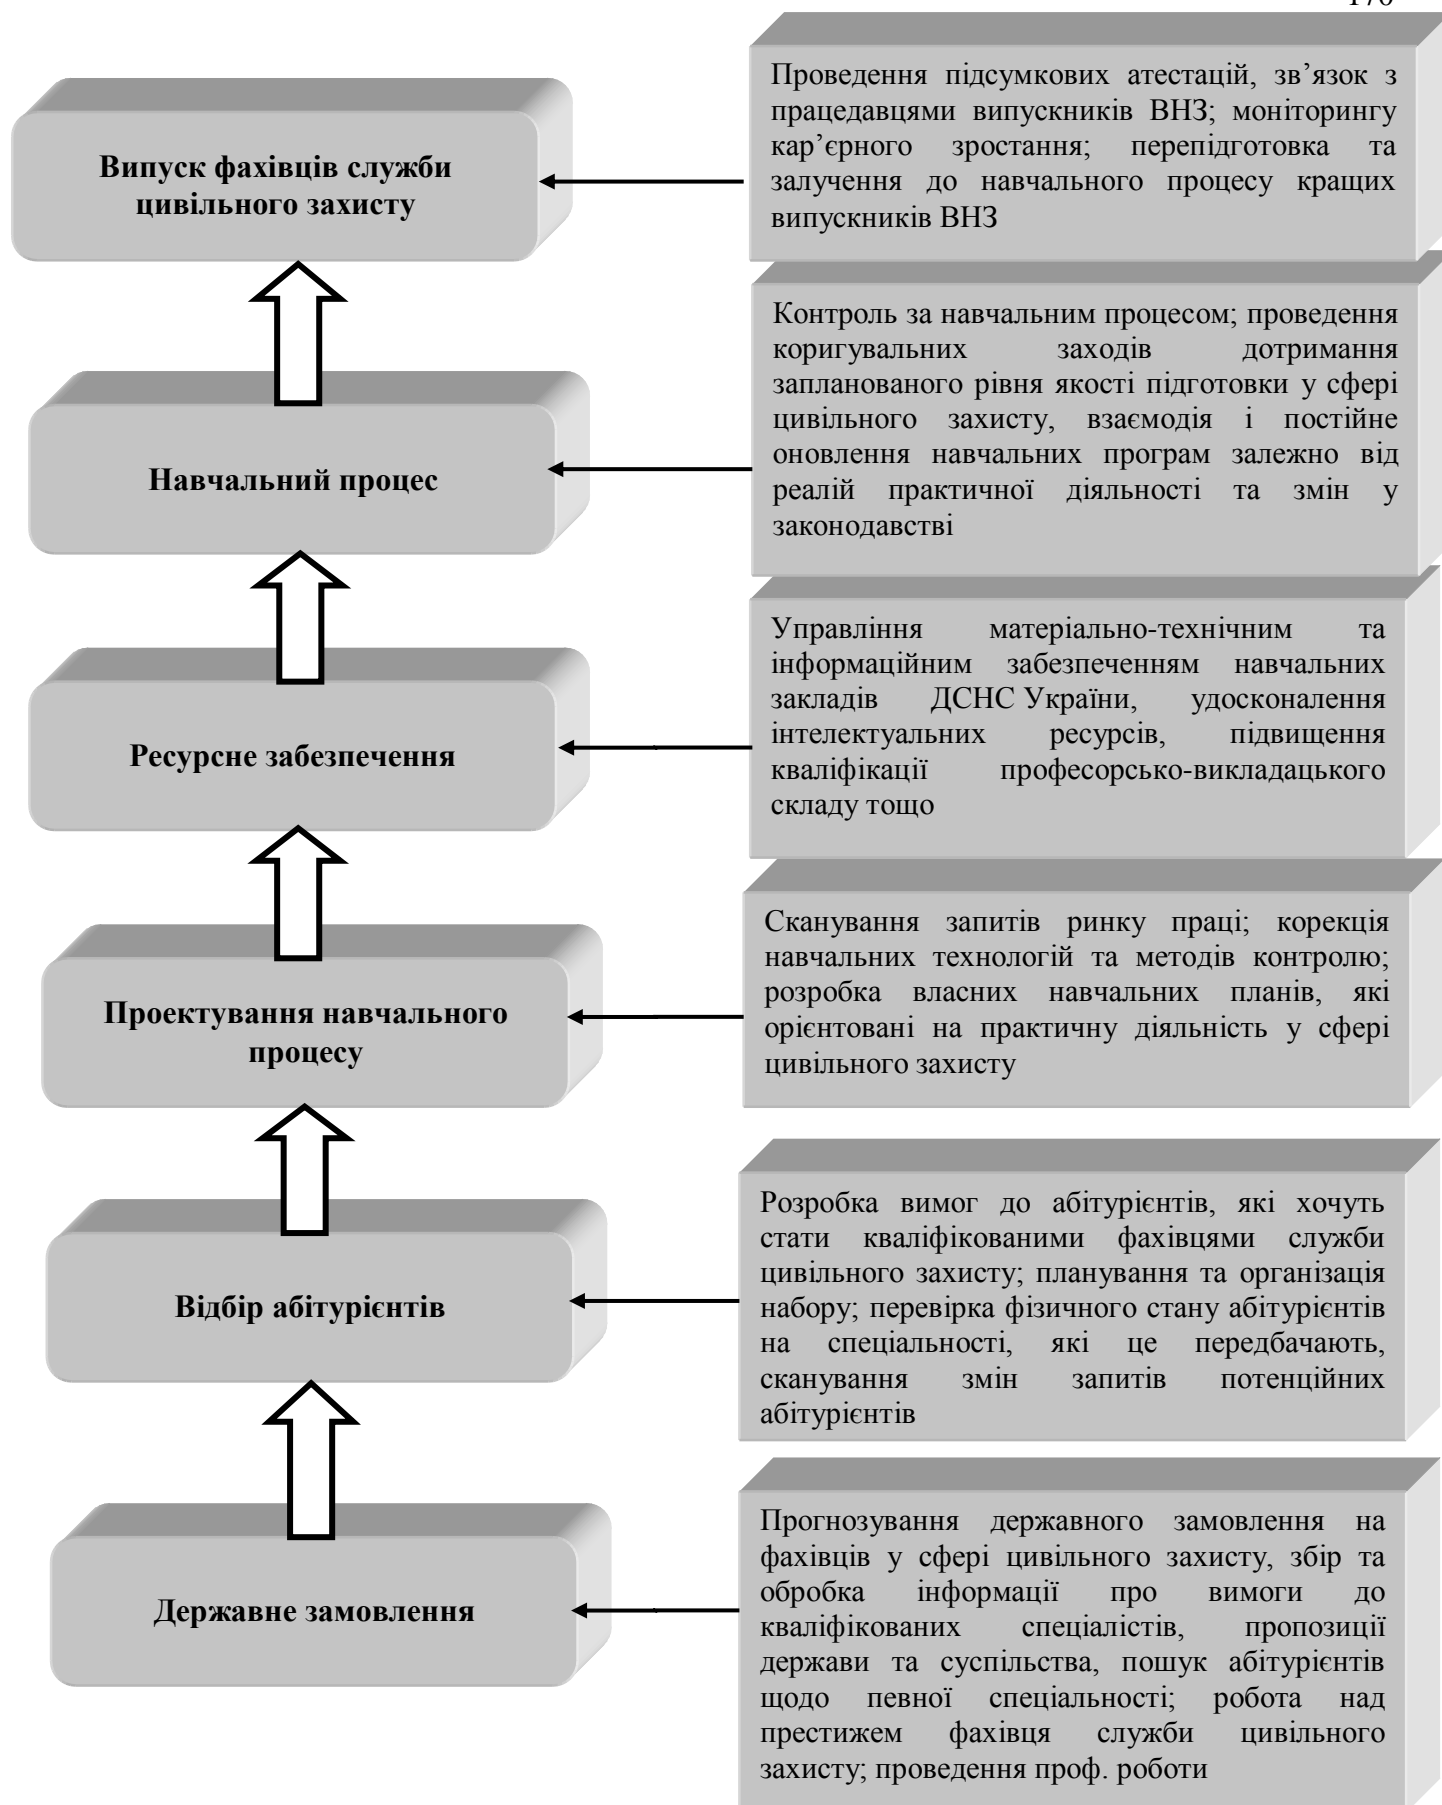 Випуск фахівців служби
цивільного захисту
Проведення підсумкових атестацій, зв’язок з
працедавцями випускників ВНЗ; моніторингу
кар’єрного зростання; перепідготовка та
залучення до навчального процесу кращих
випускників ВНЗ
Навчальний процес
Контроль за навчальним процесом; проведення
коригувальних заходів дотримання
запланованого рівня якості підготовки у сфері
цивільного захисту, взаємодія і постійне
оновлення навчальних програм залежно від
реалій практичної діяльності та змін у
законодавстві
Ресурсне забезпечення
Управління матеріально-технічним та
інформаційним забезпеченням навчальних
закладів ДСНС України, удосконалення
інтелектуальних ресурсів, підвищення
кваліфікації професорсько-викладацького
складу тощо
Проектування навчального
процесу
Сканування запитів ринку праці; корекція
навчальних технологій та методів контролю;
розробка власних навчальних планів, які
орієнтовані на практичну діяльність у сфері
цивільного захисту
Відбір абітурієнтів
Розробка вимог до абітурієнтів, які хочуть
стати кваліфікованими фахівцями служби
цивільного захисту; планування та організація
набору; перевірка фізичного стану абітурієнтів
на спеціальності, які це передбачають,
сканування змін запитів потенційних
абітурієнтів
Державне замовлення
Прогнозування державного замовлення на
фахівців у сфері цивільного захисту, збір та
обробка інформації про вимоги до
кваліфікованих спеціалістів, пропозиції
держави та суспільства, пошук абітурієнтів
щодо певної спеціальності; робота над
престижем фахівця служби цивільного
захисту; проведення проф. роботи